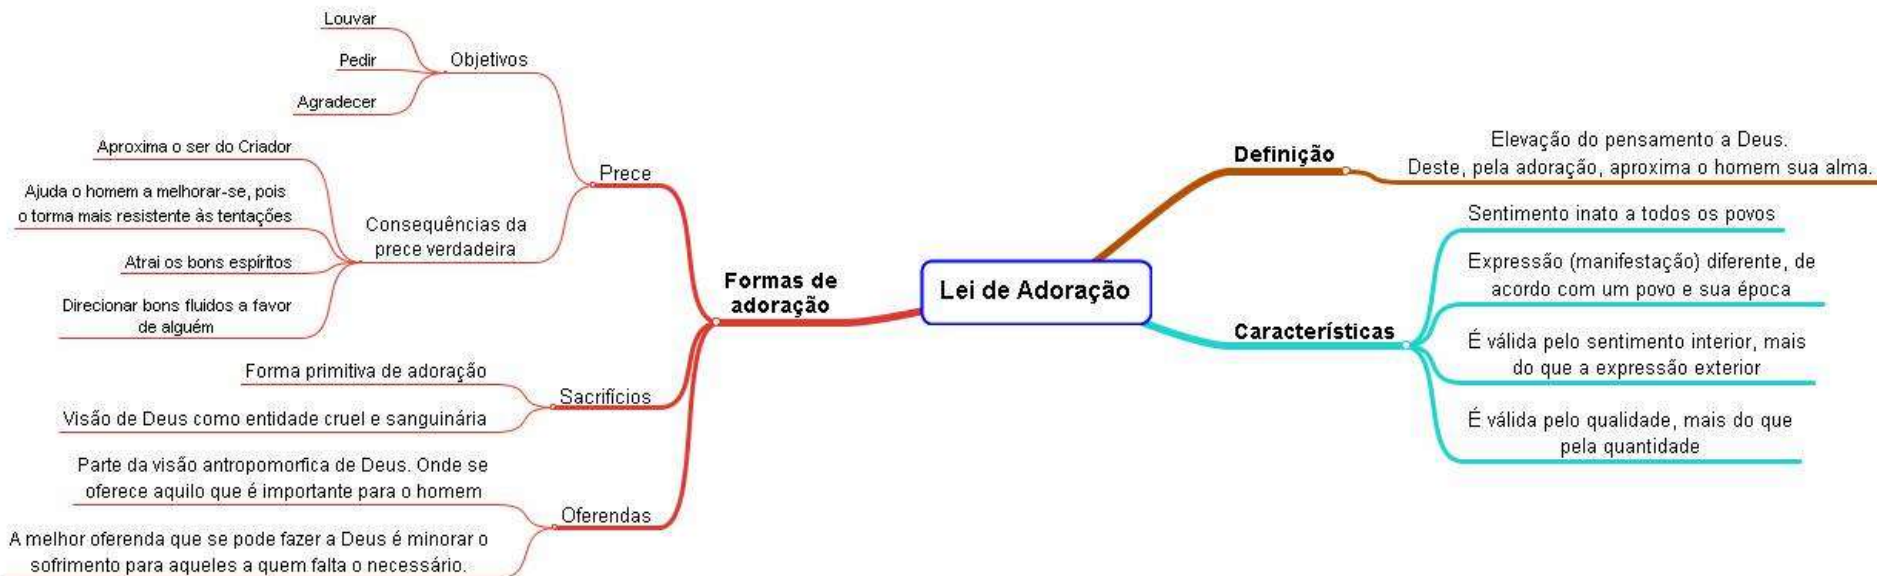 Lei de Adoração
Definição
Elevação do pensamento a Deus.
Deste, pela adoração, aproxima o homem sua alma.
Características
Sentimento inato a todos os povos
Expressão (manifestação) diferente, de
acordo com um povo e sua época
É válida pelo sentimento interior, mais
do que a expressão exterior
É válida pelo qualidade, mais do que
pela quantidade
Formas de
adoração
Prece
Objetivos
Louvar
Pedir
Agradecer
Consequências da
prece verdadeira
Aproxima o ser do Criador
Ajuda o homem a melhorar-se, pois
o torma mais resistente às tentações
Atrai os bons espíritos
Direcionar bons fluidos a favor
de alguém
Sacrifícios
Forma primitiva de adoração
Visão de Deus como entidade cruel e sanguinária
Oferendas
Parte da visão antropomorfica de Deus. Onde se
oferece aquilo que é importante para o homem
A melhor oferenda que se pode fazer a Deus é minorar o
sofrimento para aqueles a quem falta o necessário.